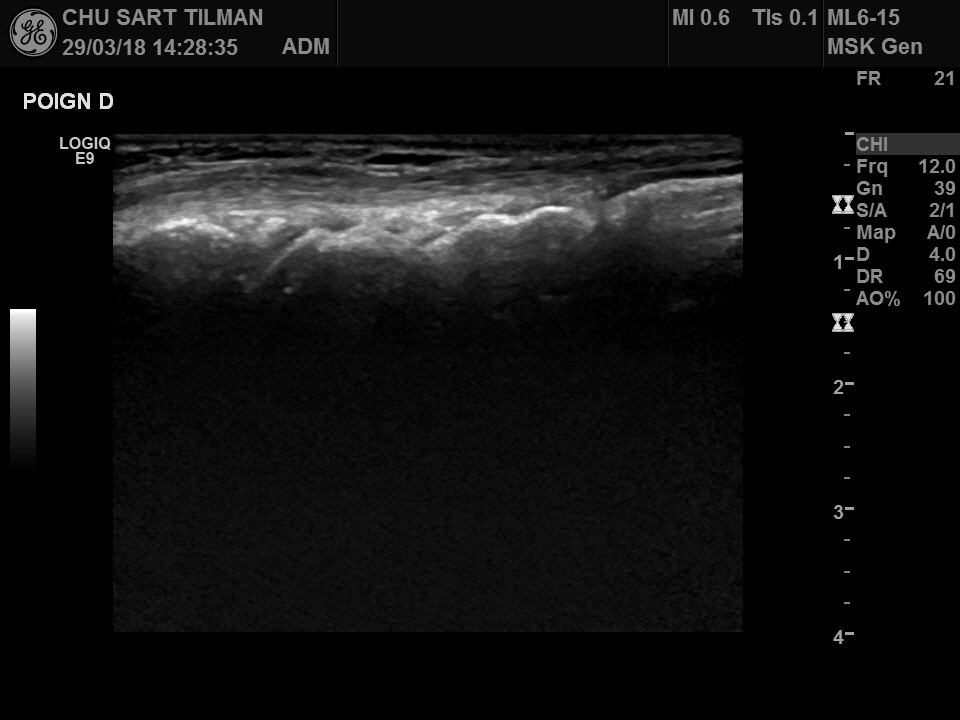 CHU SART TILMAN
29/03/18 14:28:35 ADM
MI 0.6 TIs 0.1
ML6-15
MSK Gen
FR 21
POIGN D
LOGIQ
E9
CHI
Frq 12.0
Gn 39
S/A 2/1
Map A/0
D 4.0
DR 69
AO% 100
1
2
3
4